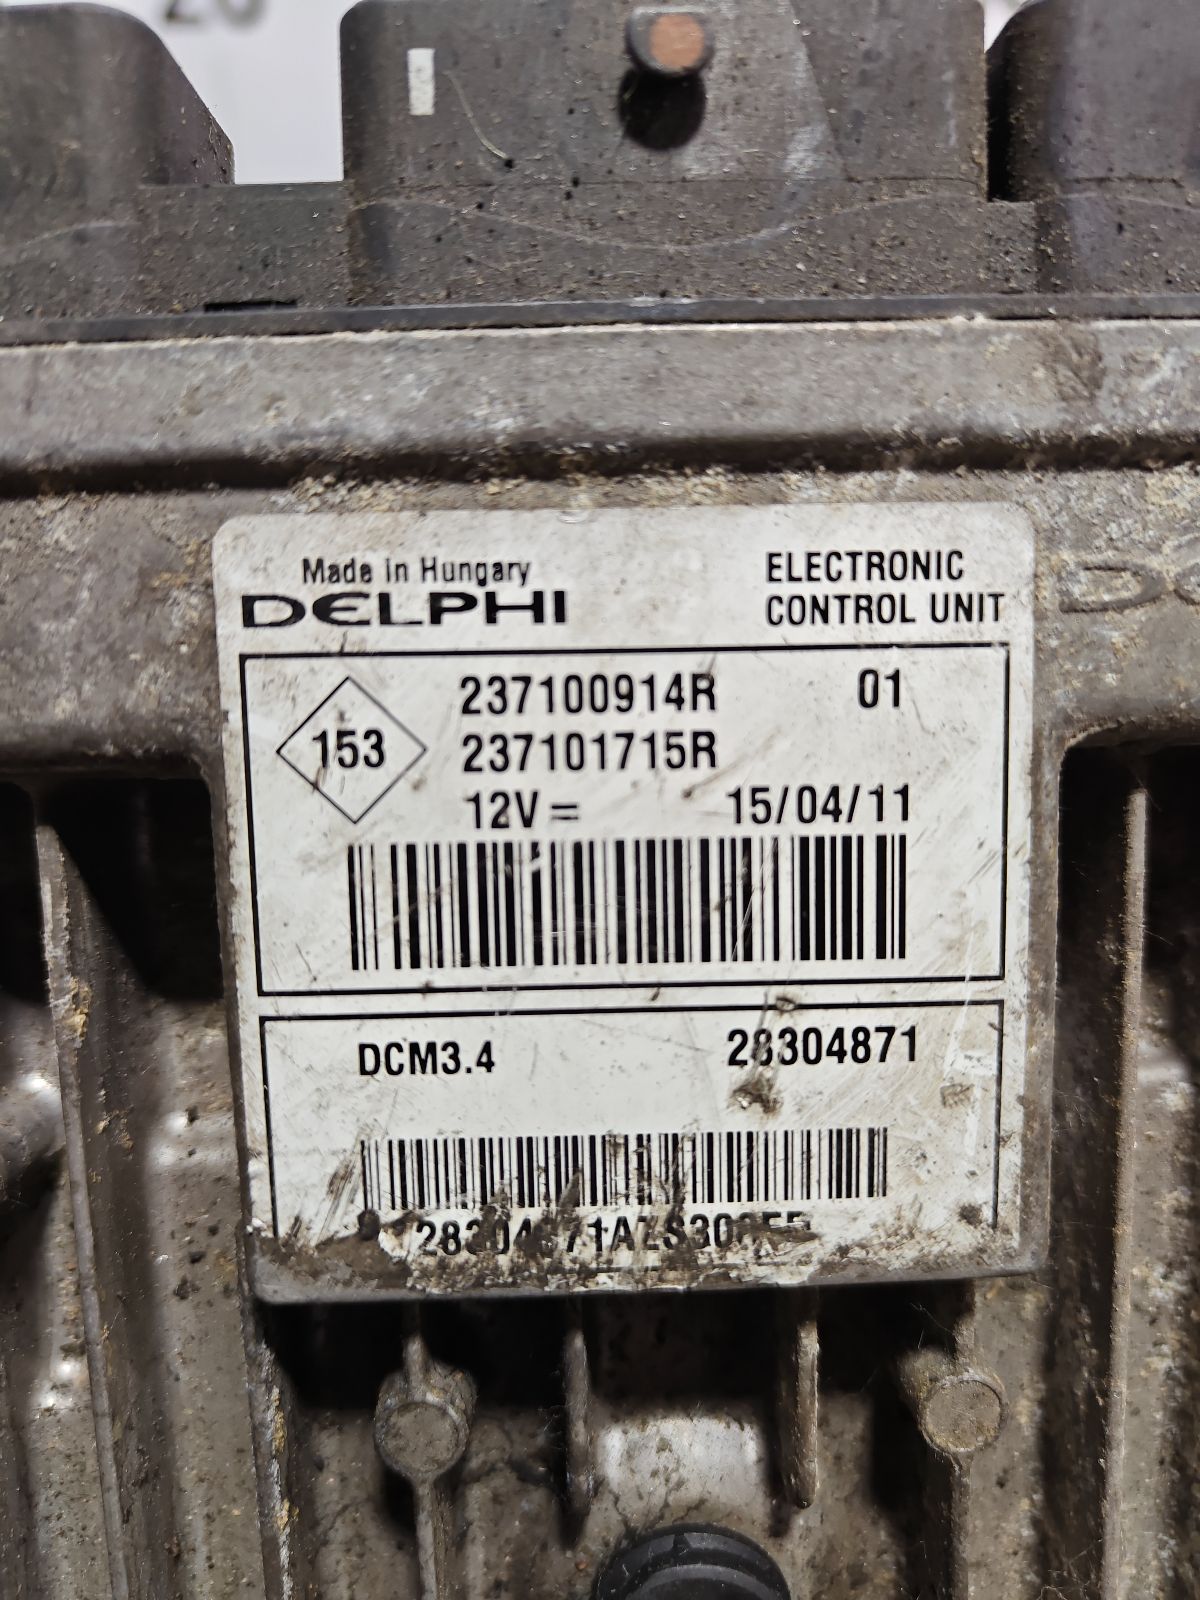 Made in Hungary
DELPHI
ELECTRONIC
CONTROL UNIT
153
237100914R 01
237101715R
12V = 15/04/11
DCM3.4 28304871